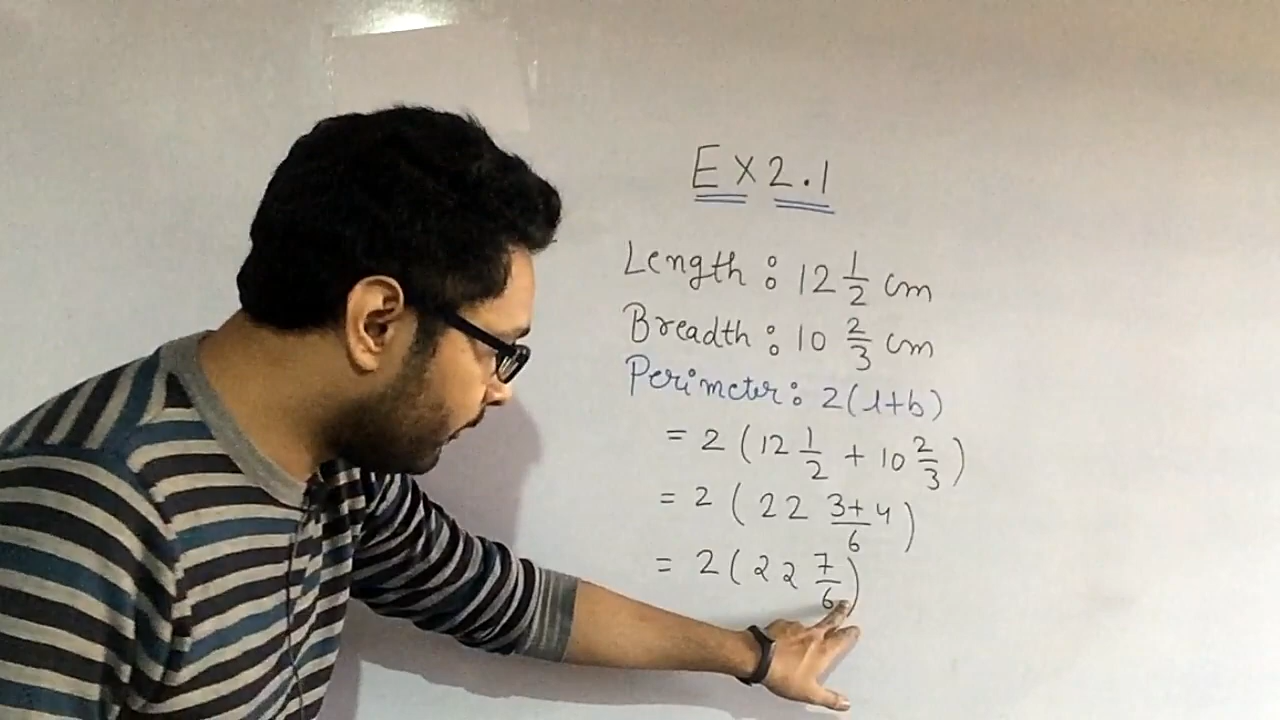 Ex 2.1
Length : 12 1/2 cm
Breadth : 10 2/3 cm
Perimeter : 2(l+b)
= 2 (12 1/2 + 10 2/3)
= 2 (22 3+4/6)
= 2(22 7/6)